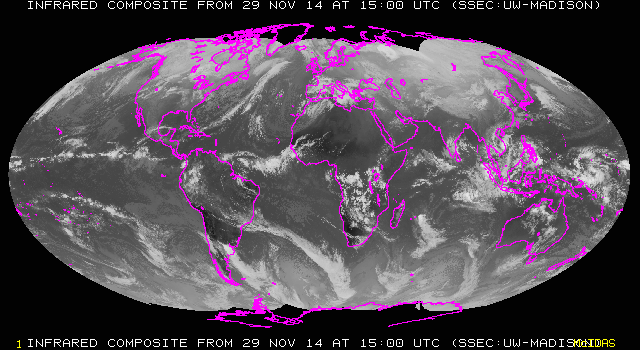 INFRARED COMPOSITE FROM 29 NOV 14 AT 15:00 UTC (SSEC:UW-MADISON)
1 INFRARED COMPOSITE FROM 29 NOV 14 AT 15:00 UTC (SSEC:UW-MADISON) McIDAS